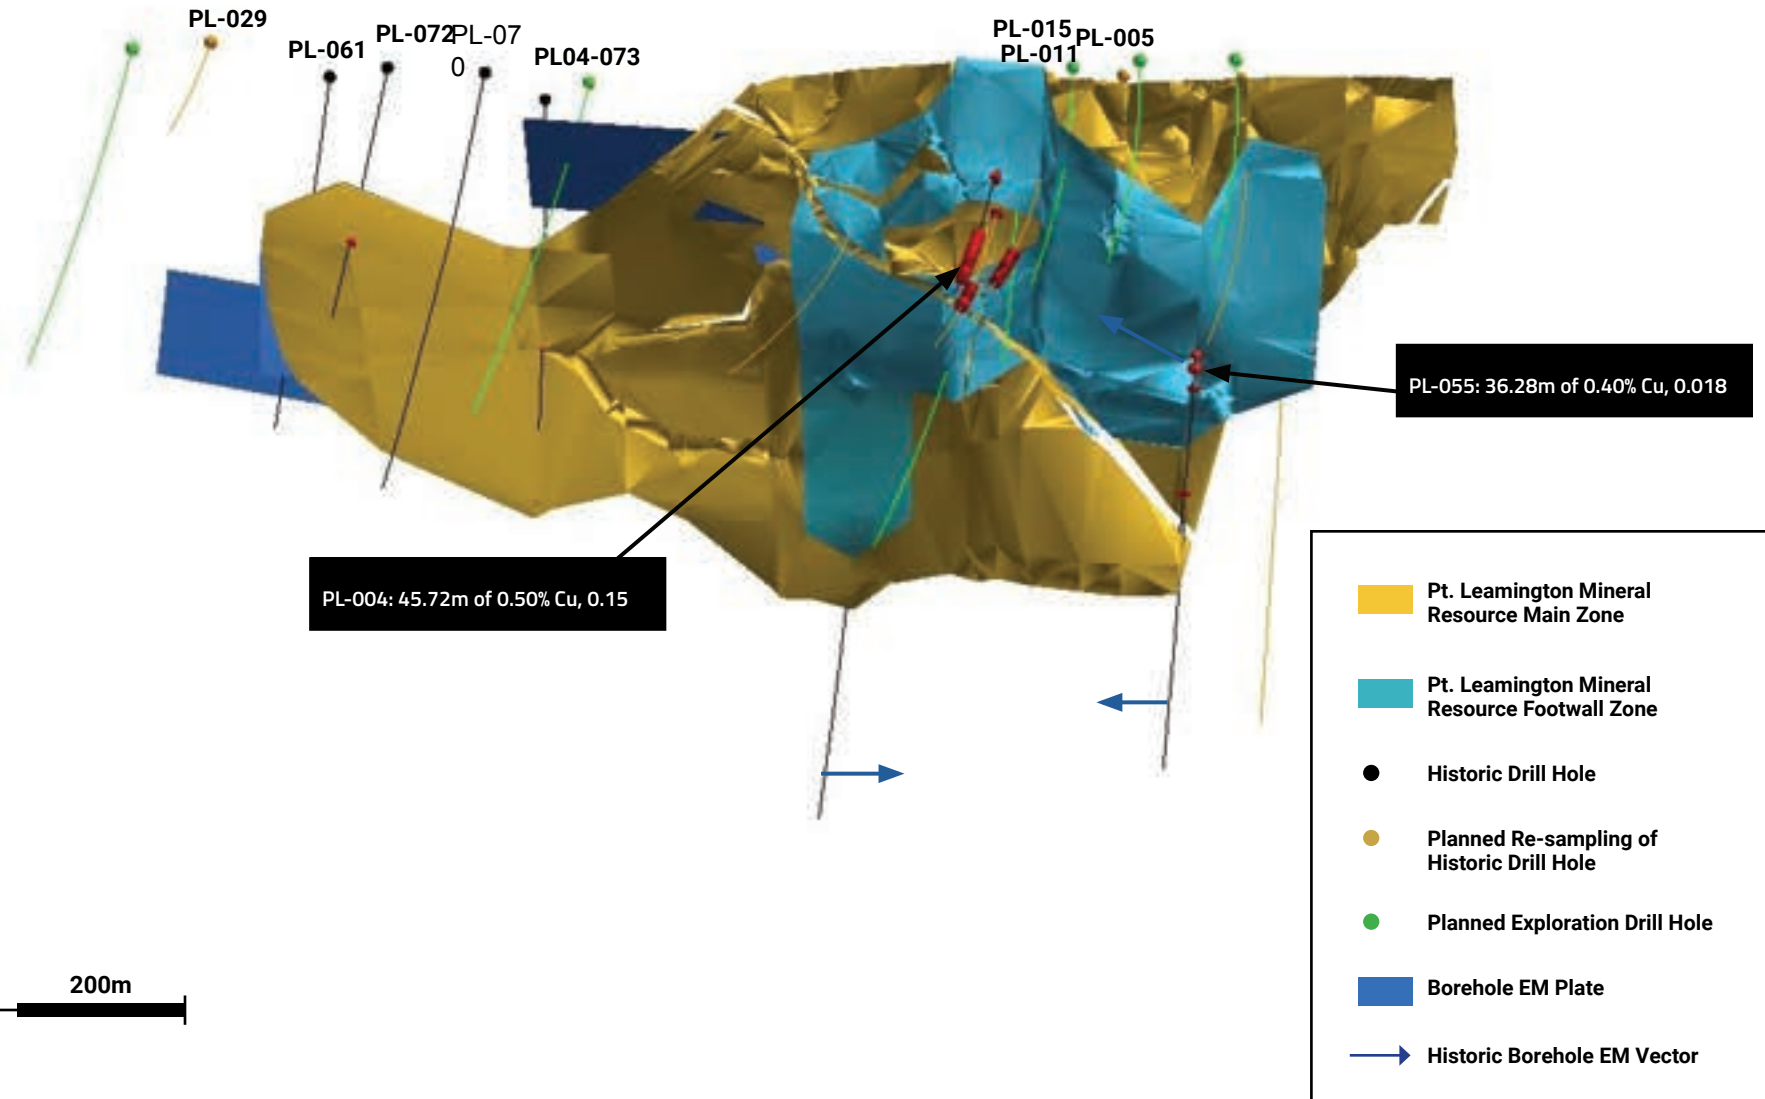 PL-029
PL-061
PL-072
PL-07
0
PL04-073
PL-015
PL-011
PL-005
PL-055: 36.28m of 0.40% Cu, 0.018
PL-004: 45.72m of 0.50% Cu, 0.15
Pt. Leamington Mineral
Resource Main Zone
Pt. Leamington Mineral
Resource Footwall Zone
Historic Drill Hole
Planned Re-sampling of
Historic Drill Hole
Planned Exploration Drill Hole
Borehole EM Plate
Historic Borehole EM Vector
200m